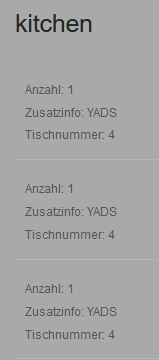 kitchen
Anzahl: 1
Zusatzinfo: YADS
Tischnummer: 4
Anzahl: 1
Zusatzinfo: YADS
Tischnummer: 4
Anzahl: 1
Zusatzinfo: YADS
Tischnummer: 4